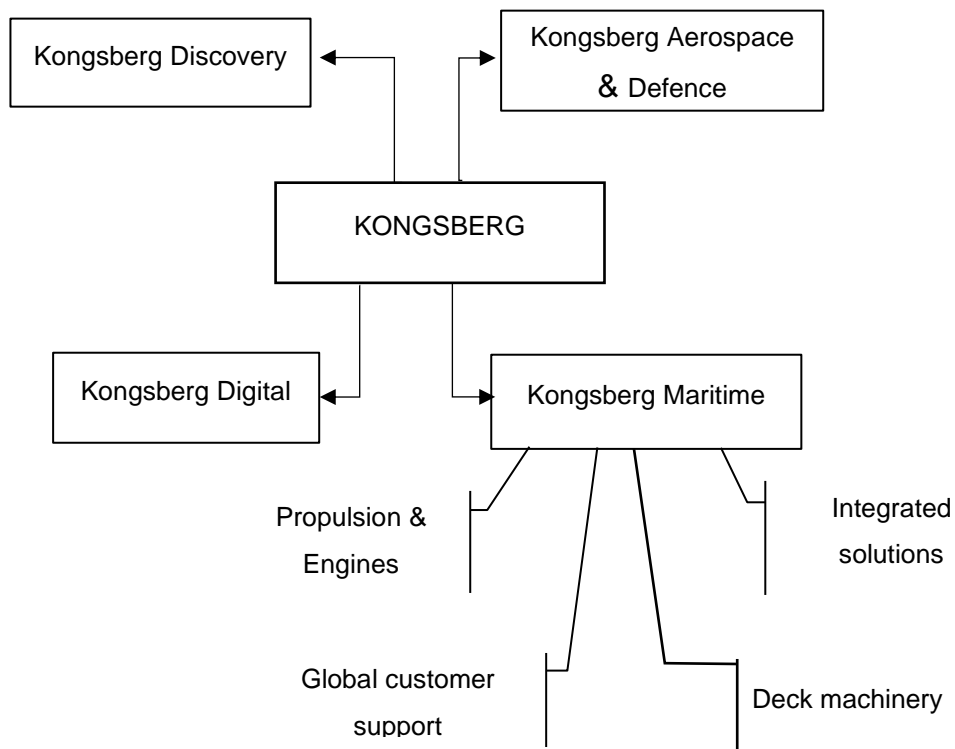 Kongsberg Discovery
Kongsberg Aerospace
& Defence
KONGSBERG
Kongsberg Digital
Kongsberg Maritime
Propulsion &
Engines
Integrated
solutions
Global customer
support
Deck machinery